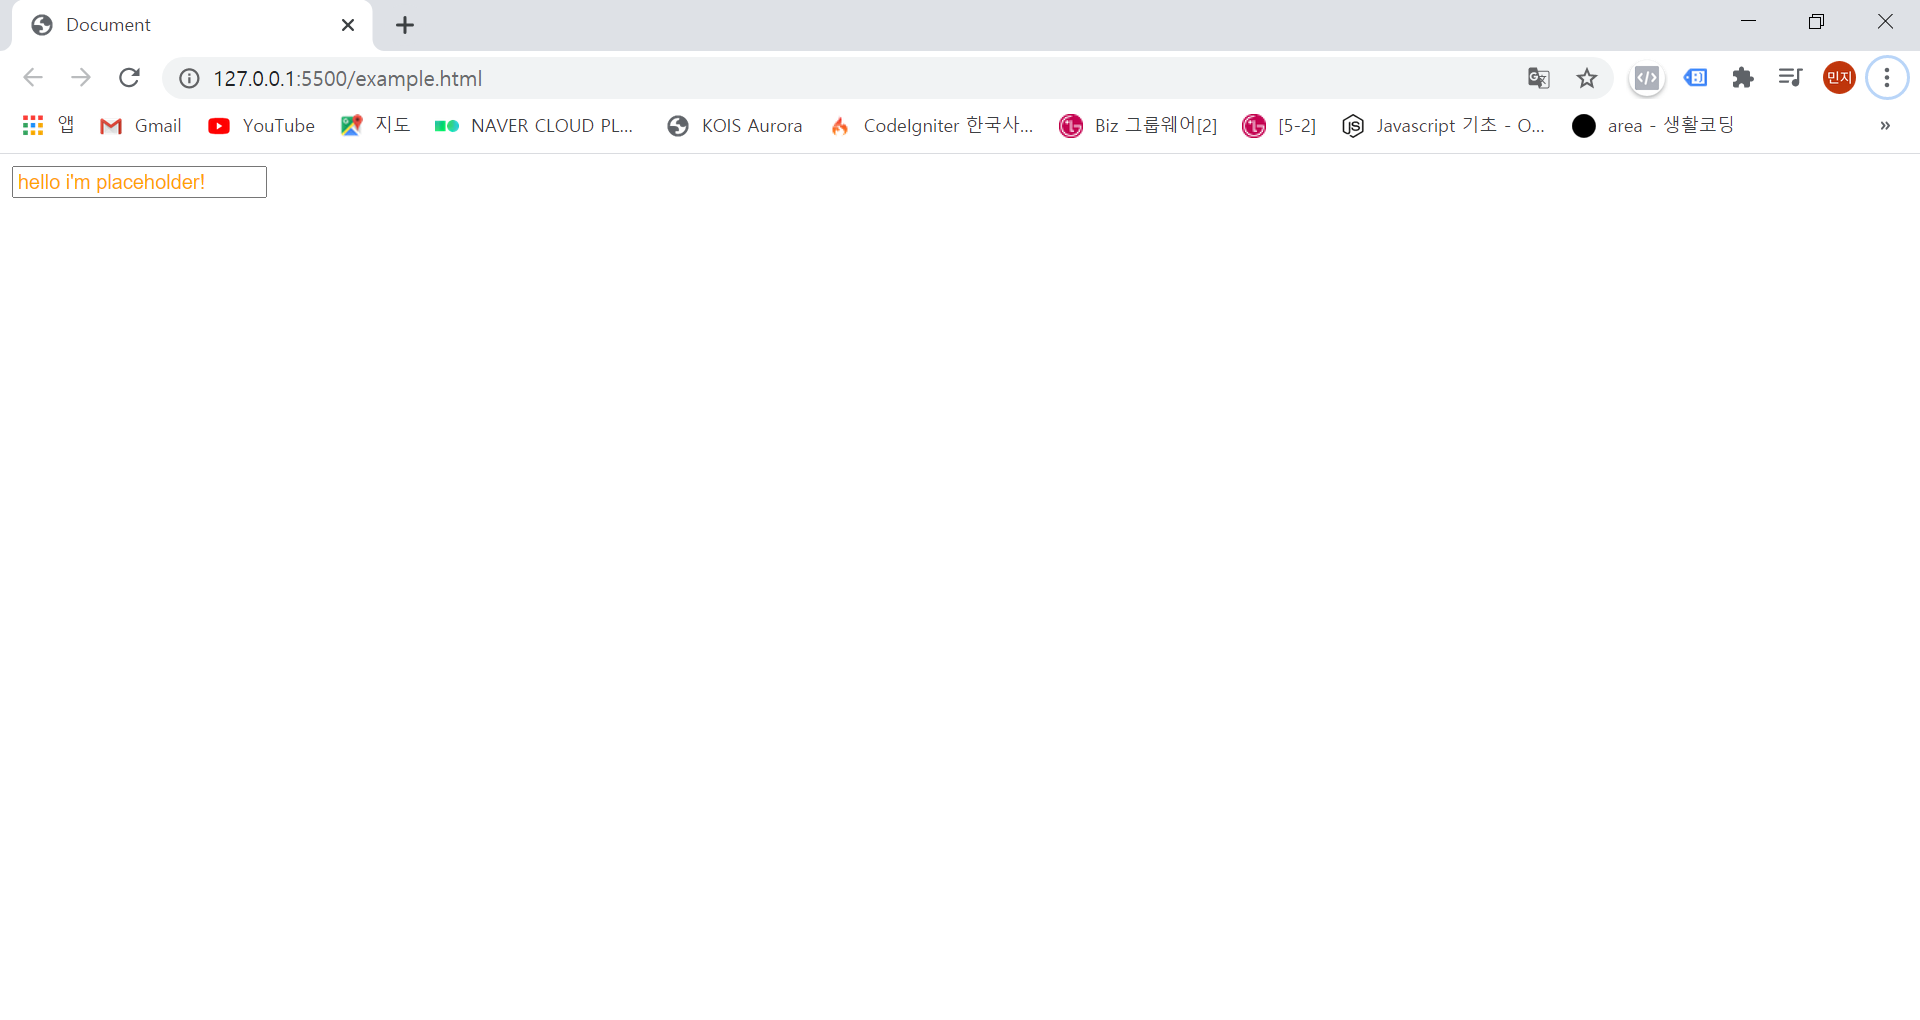 Document
127.0.0.1:5500/example.html
민지
앱 Gmail YouTube 지도 NAVER CLOUD PL... KOIS Aurora CodeIgniter 한국사... Biz 그룹웨어[2] [5-2] Javascript 기초 - O... area - 생활코딩 »
hello i'm placeholder!